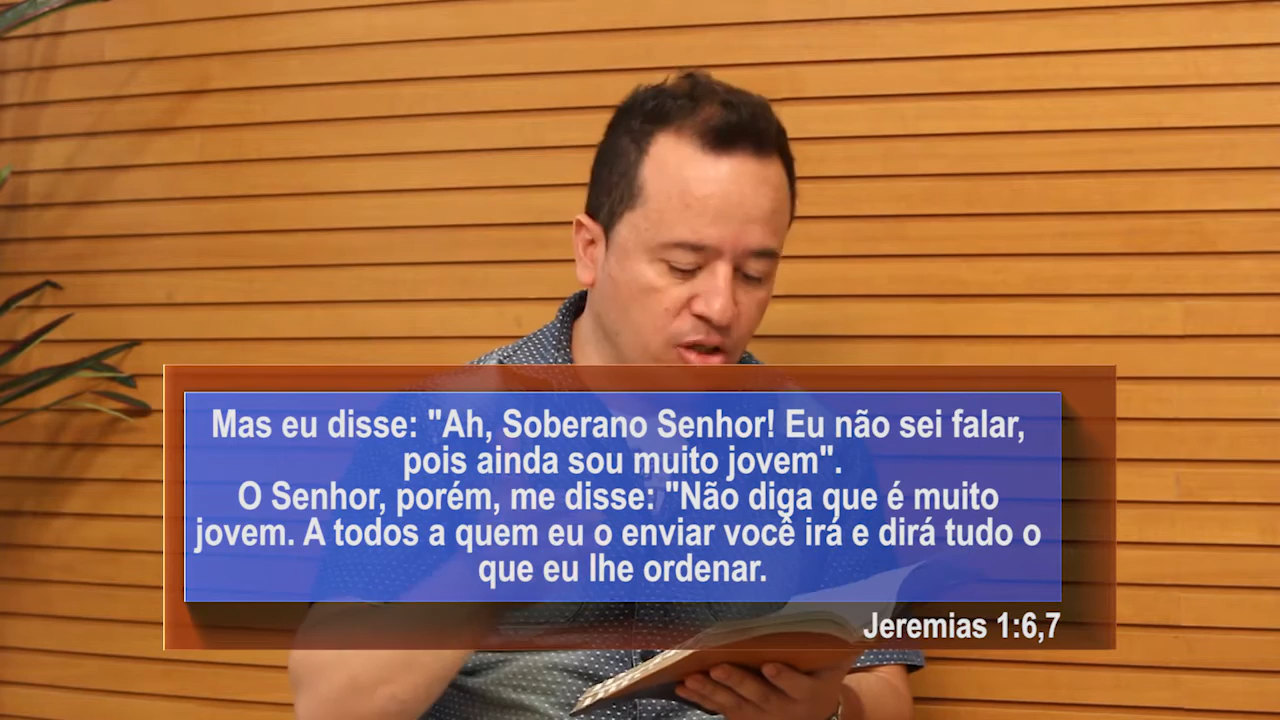 Mas eu disse: "Ah, Soberano Senhor! Eu não sei falar,
pois ainda sou muito jovem".
O Senhor, porém, me disse: "Não diga que é muito
jovem. A todos a quem eu o enviar você irá e dirá tudo o
que eu lhe ordenar.
Jeremias 1:6,7